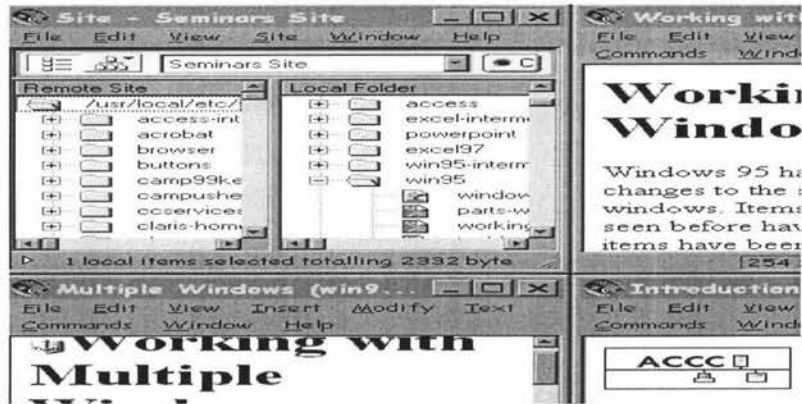 Site - Seminars Site
File Edit View Site Window Help
Seminars Site
Remote Site
/usr/local/etc/
access-int
acrobat
browser
buttons
camp99ke
campushe
ccservices
claris-hom
Local Folder
access
excel-interm
powerpoint
excel97
win95-interm
win95
window
parts-w
working
1 local items selected totalling 2332 byte
Working wit
File Edit View
Commands Wind
Worki
Windo
Windows 95 ha
changes to the s
windows. Items
seen before hav
items have been
254
Multiple Windows (win9...
File Edit View Insert Modify Text
Commands Window Help
Working with
Multiple
Introduction
File Edit View
Commands Wind
ACCC